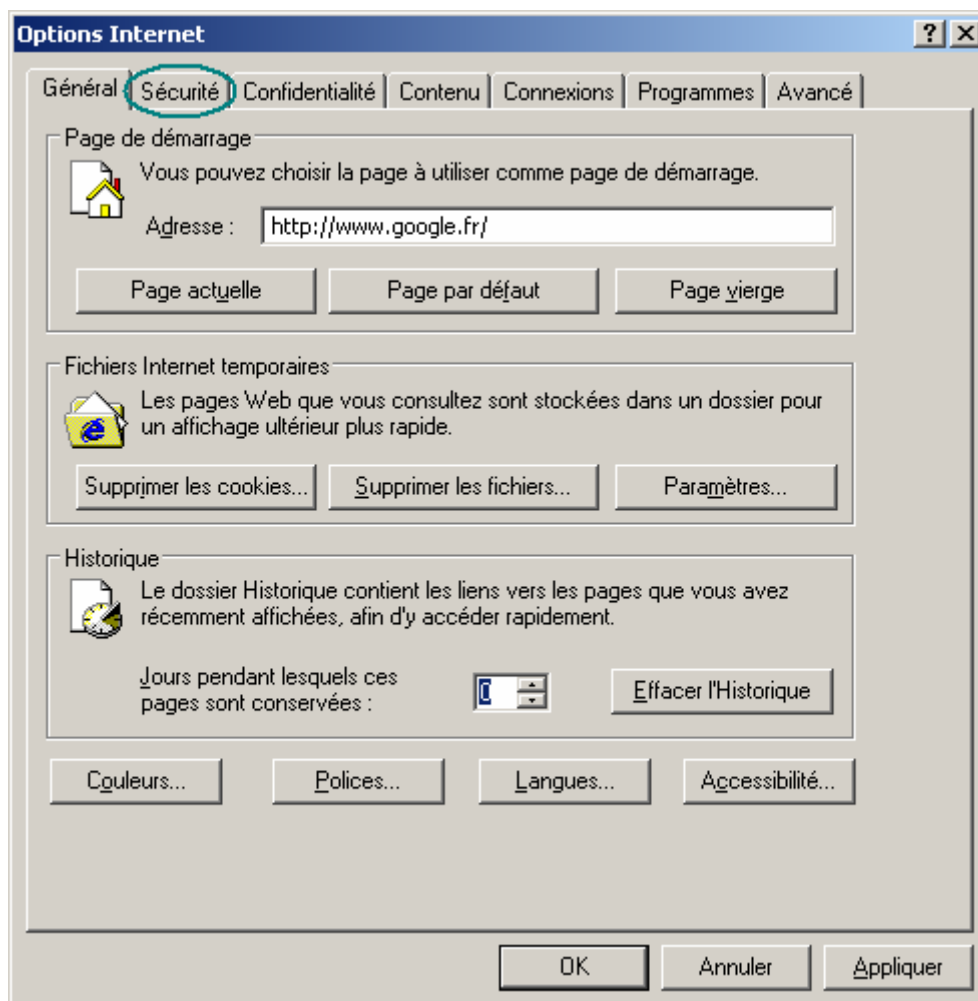 Options Internet
Général Sécurité Confidentialité Contenu Connexions Programmes Avancé
Page de démarrage
Vous pouvez choisir la page à utiliser comme page de démarrage.
Adresse : http://www.google.fr/
Page actuelle Page par défaut Page vierge
Fichiers Internet temporaires
Les pages Web que vous consultez sont stockées dans un dossier pour
un affichage ultérieur plus rapide.
Supprimer les cookies... Supprimer les fichiers... Paramètres...
Historique
Le dossier Historique contient les liens vers les pages que vous avez
récemment affichées, afin d'y accéder rapidement.
Jours pendant lesquels ces
pages sont conservées : 0 Effacer l'Historique
Couleurs... Polices... Langues... Accessibilité...
OK Annuler Appliquer